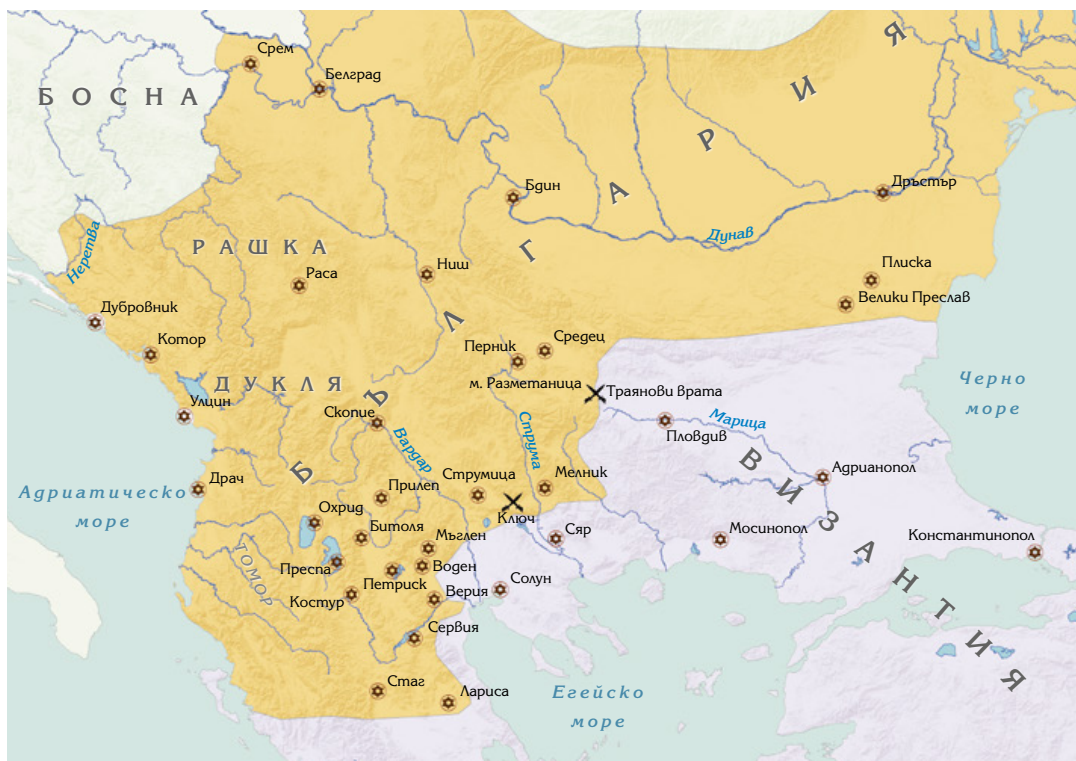 БОСНА
БЪЛГАРИЯ
ВИЗАНТИЯ
РАШКА
ДУКЛЯ
ТОМОР
Срем
Белград
Бдин
Дръстър
Дунав
Неретва
Раса
Ниш
Плиска
Велики Преслав
Дубровник
Котор
Средец
Перник
м. Разметаница
Траянови врата
Черно
море
Улцин
Скопие
Вардар
Струма
Марица
Пловдив
Адриатическо
море
Драч
Прилеп
Струмица
Мелник
Адрианопол
Охрид
Битоля
Ключ
Сяр
Мосинопол
Константинопол
Мъглен
Преспа
Воден
Петриск
Костур
Верия
Солун
Сервия
Стаг
Лариса
Егейско
море